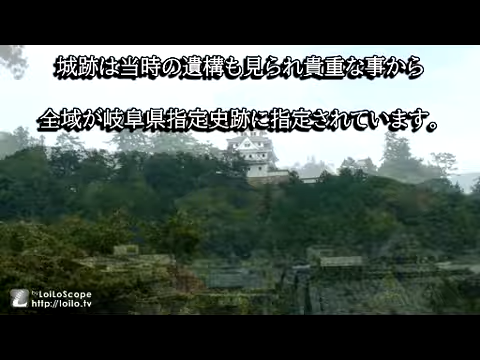 城跡は当時の遺構も見られ貴重な事から
全域が岐阜県指定史跡に指定されています。
by LoiLoScope
http://loilo.tv